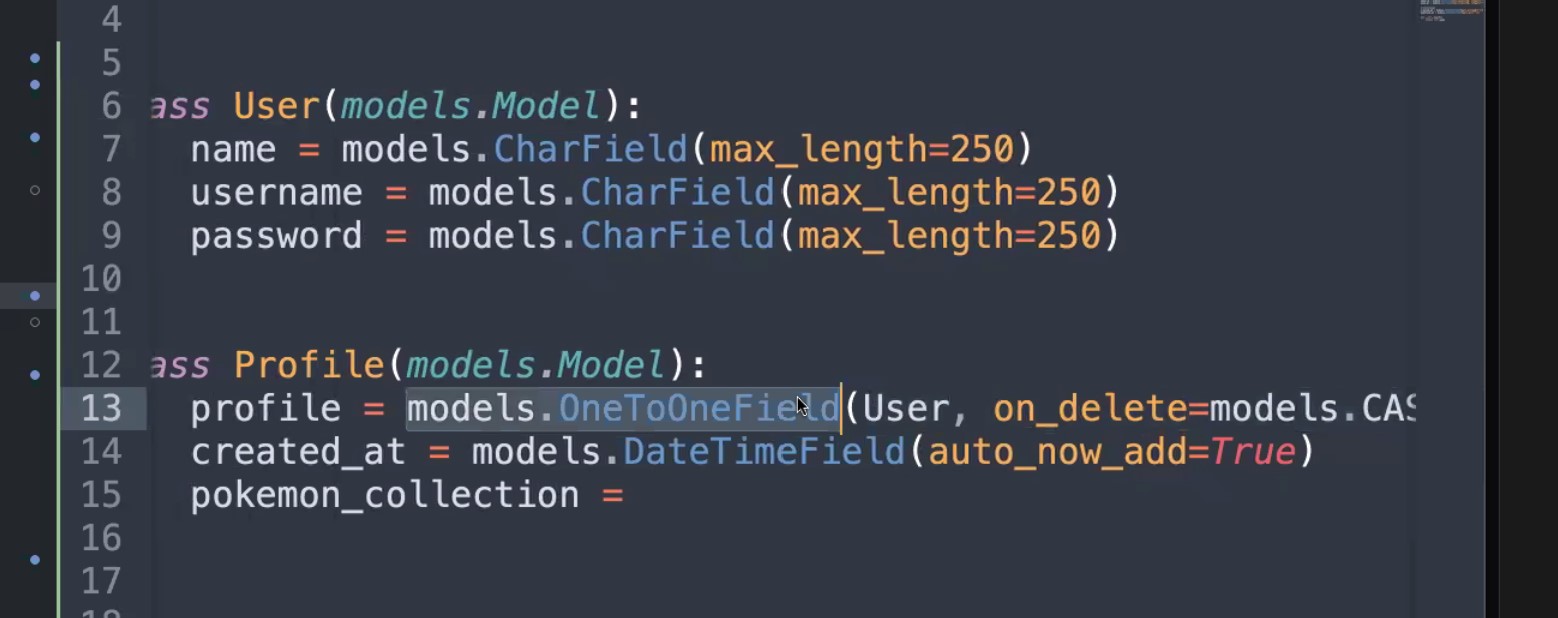 4
5
6 ass User(models.Model):
7 name = models.CharField(max_length=250)
8 username = models.CharField(max_length=250)
9 password = models.CharField(max_length=250)
10
11
12 ass Profile(models.Model):
13 profile = models.OneToOneField(User, on_delete=models.CAS
14 created_at = models.DateTimeField(auto_now_add=True)
15 pokemon_collection =
16
17
18